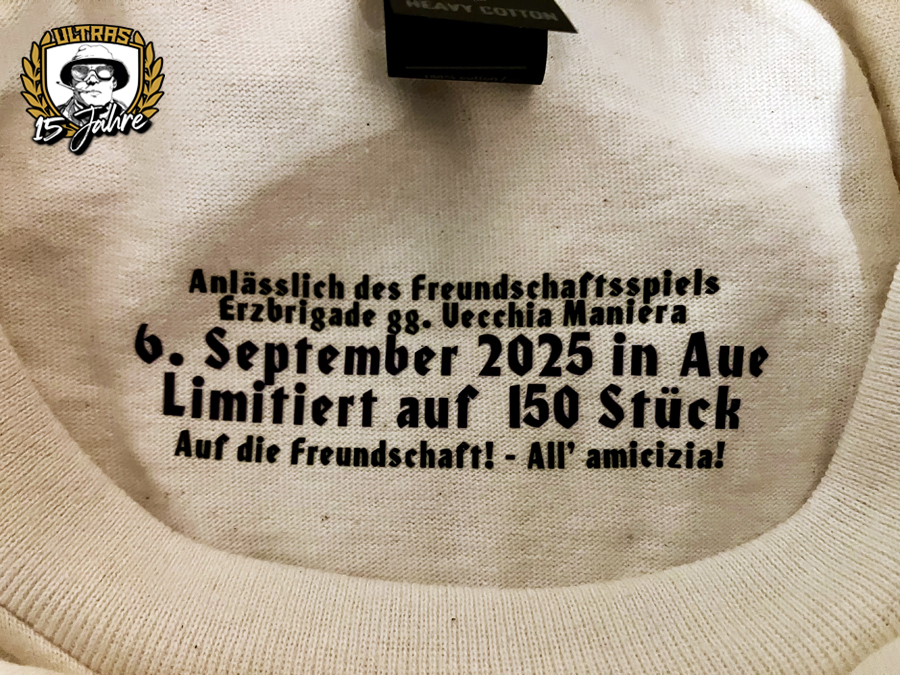 ULTRAS
15 Jahre
HEAVY COTTON
Anlässlich des Freundschaftsspiels
Erzbrigade gg. Vecchia Maniera
6. September 2025 in Aue
Limitiert auf 150 Stück
Auf die Freundschaft! - All' amicizia!